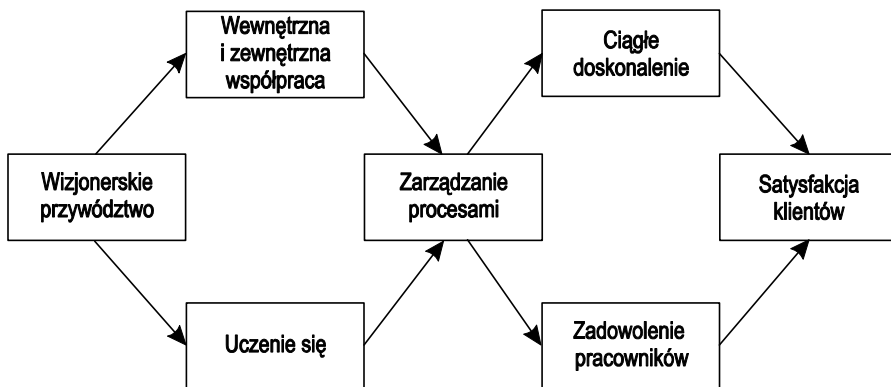 Wewnętrzna
i zewnętrzna
współpraca
Ciągłe
doskonalenie
Wizjonerskie
przywództwo
Zarządzanie
procesami
Satysfakcja
klientów
Uczenie się
Zadowolenie
pracowników